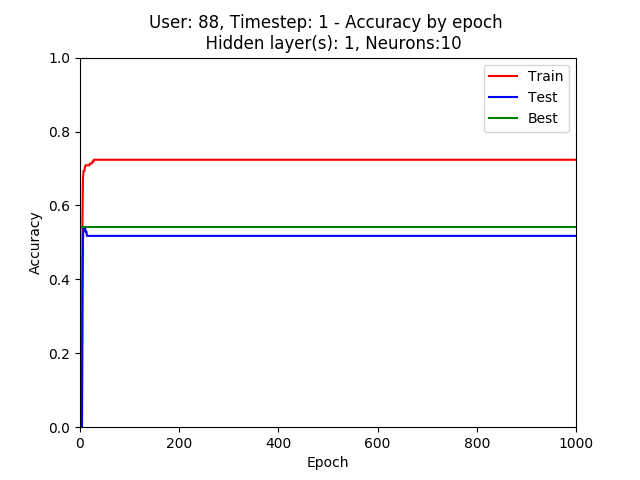 User: 88, Timestep: 1 - Accuracy by epoch
Hidden layer(s): 1, Neurons:10
1.0
0.8
0.6
0.4
0.2
0.0
Accuracy
Train
Test
Best
0 200 400 600 800 1000
Epoch